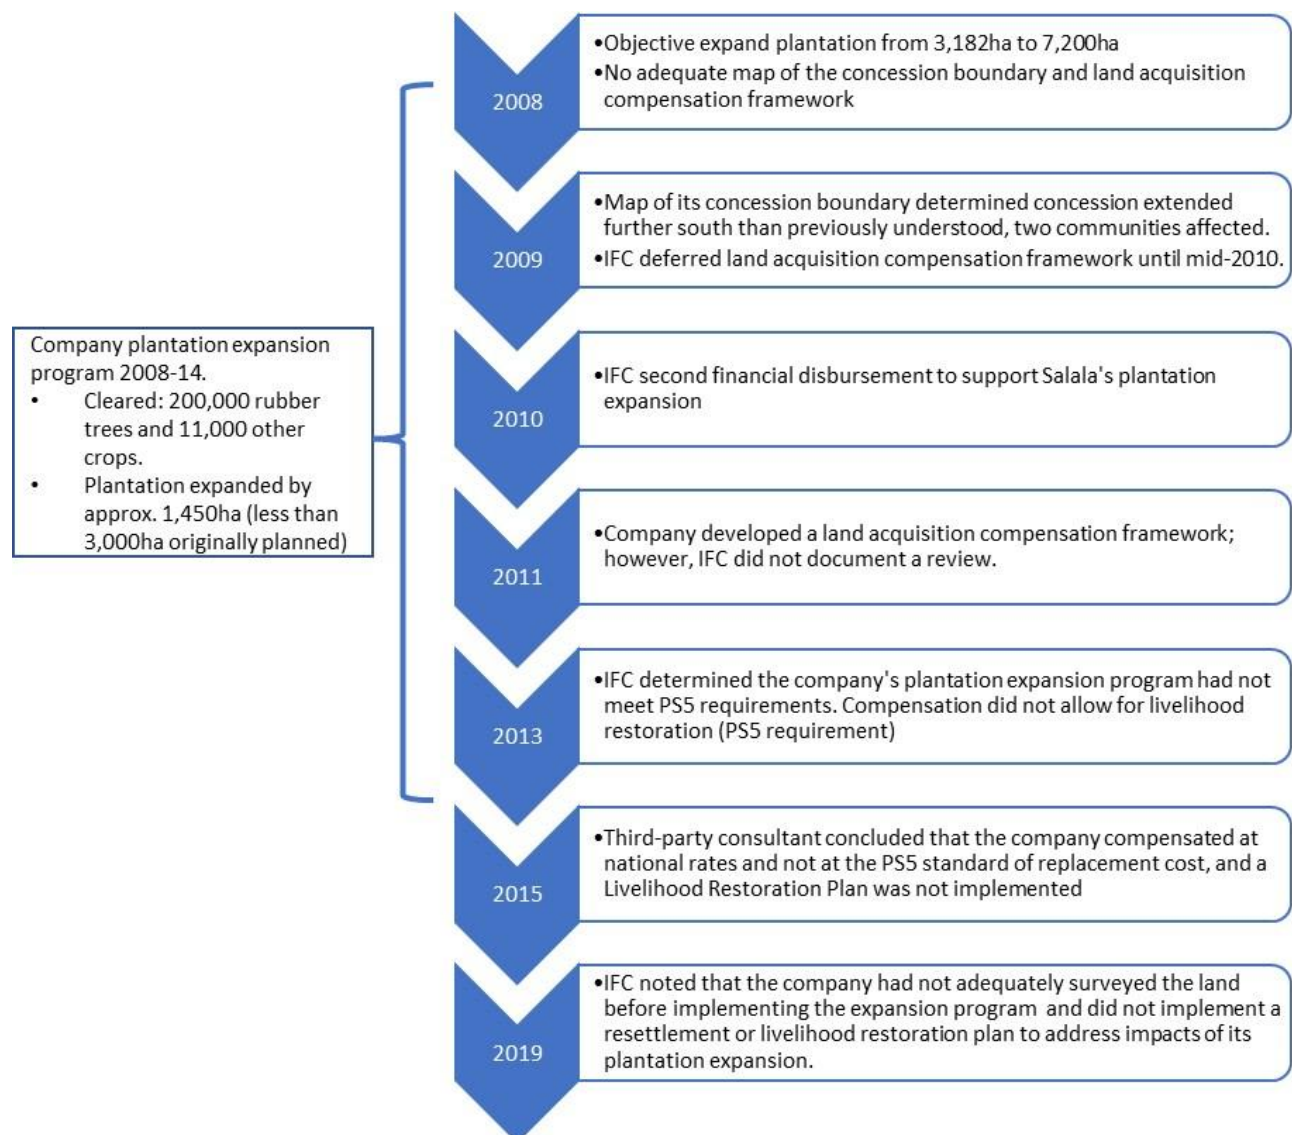 Company plantation expansion
program 2008-14.
• Cleared: 200,000 rubber
trees and 11,000 other
crops.
• Plantation expanded by
approx. 1,450ha (less than
3,000ha originally planned)
2008
•Objective expand plantation from 3,182ha to 7,200ha
•No adequate map of the concession boundary and land acquisition
compensation framework
2009
•Map of its concession boundary determined concession extended
further south than previously understood, two communities affected.
•IFC deferred land acquisition compensation framework until mid-2010.
2010
•IFC second financial disbursement to support Salala's plantation
expansion
2011
•Company developed a land acquisition compensation framework;
however, IFC did not document a review.
2013
•IFC determined the company's plantation expansion program had not
meet PS5 requirements. Compensation did not allow for livelihood
restoration (PS5 requirement)
2015
•Third-party consultant concluded that the company compensated at
national rates and not at the PS5 standard of replacement cost, and a
Livelihood Restoration Plan was not implemented
2019
•IFC noted that the company had not adequately surveyed the land
before implementing the expansion program and did not implement a
resettlement or livelihood restoration plan to address impacts of its
plantation expansion.